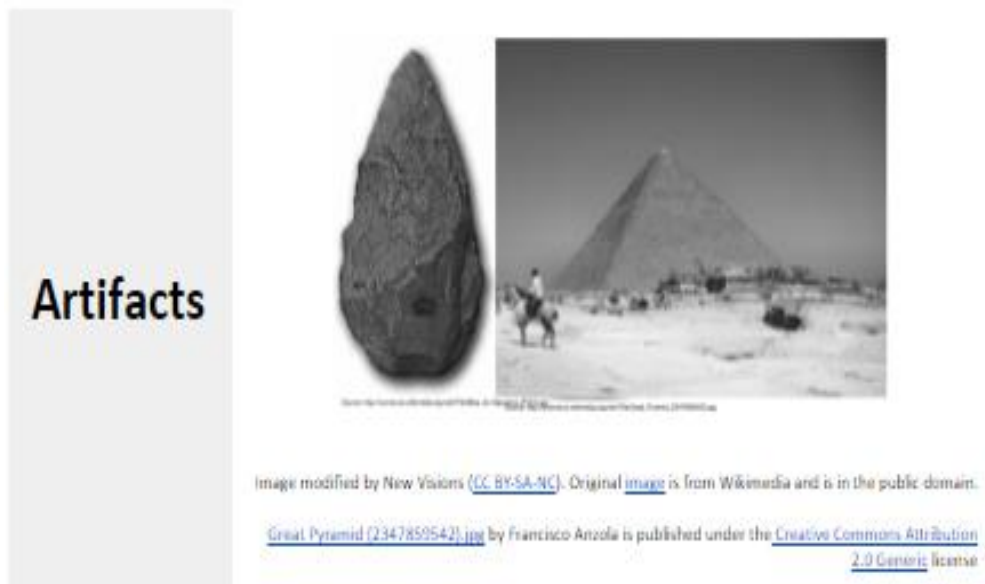 Artifacts
Image modified by New Visions (CC BY-SA-NC). Original image is from Wikimedia and is in the public domain.
Great Pyramid (2347859542).jpg by Francisco Anzola is published under the Creative Commons Attribution
2.0 Generic license